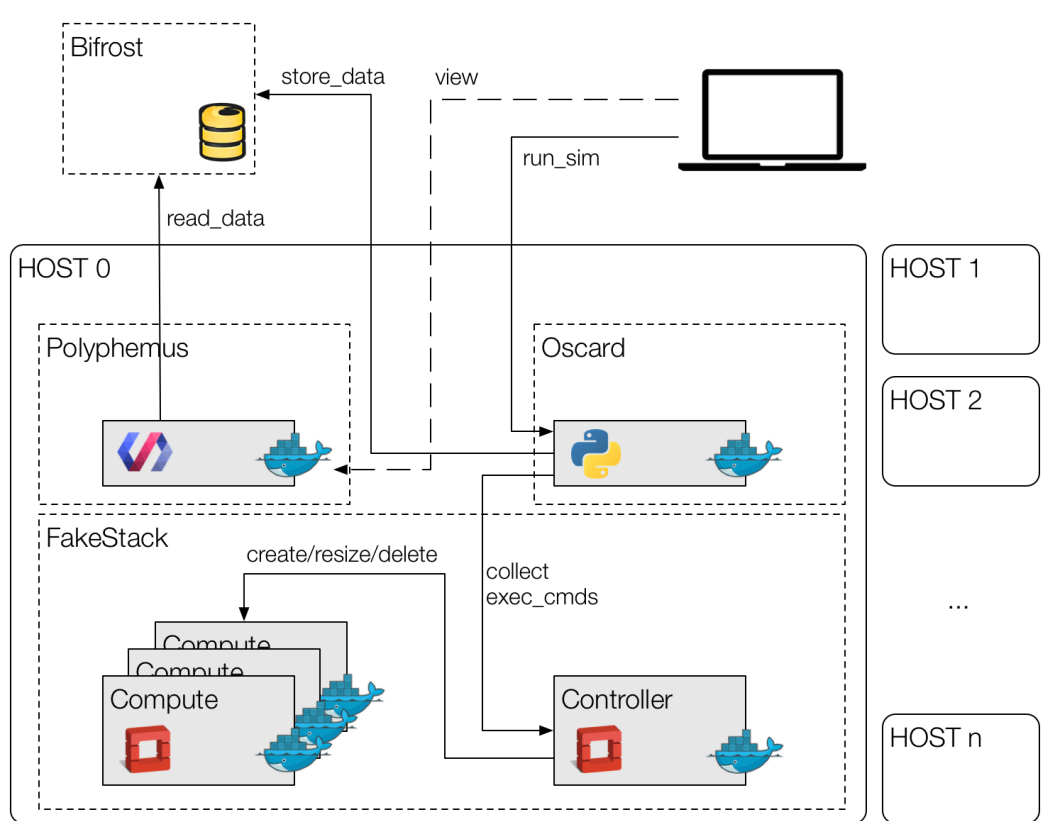 Bifrost
store_data
view
run_sim
read_data
HOST 0
HOST 1
Polyphemus
Oscard
HOST 2
FakeStack
create/resize/delete
collect
exec_cmds
...
Compute
Compute
Compute
Controller
HOST n